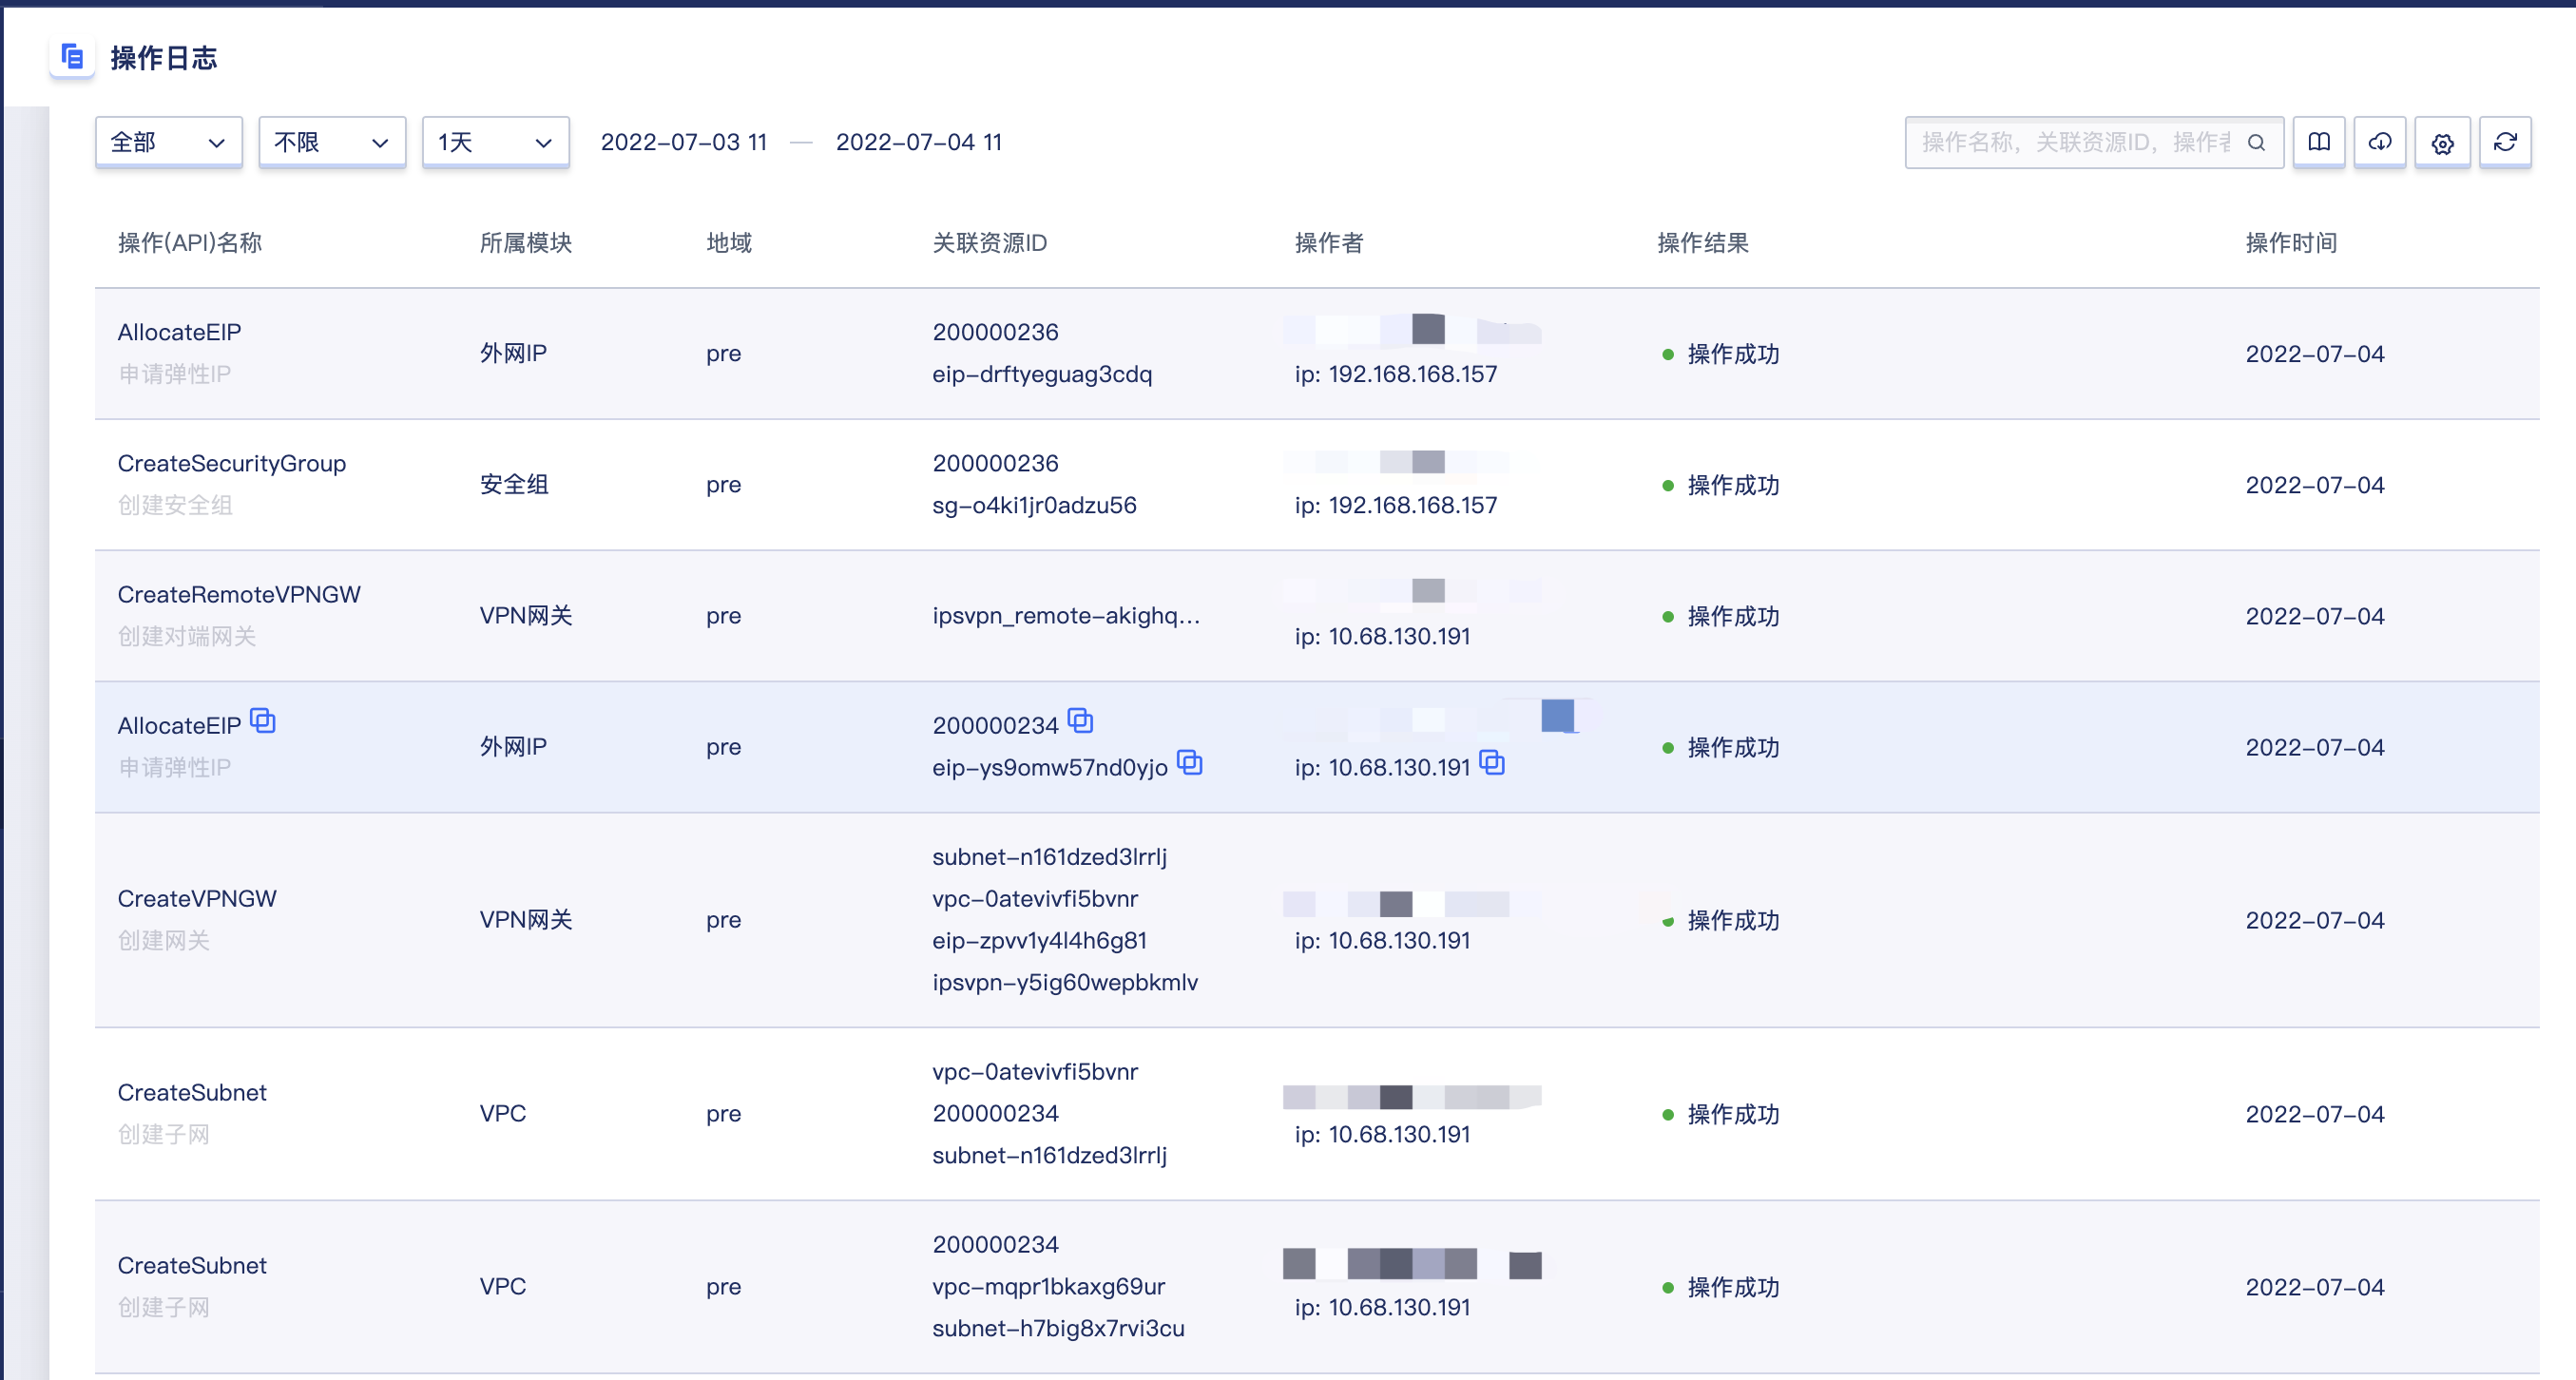 操作日志
全部 不限 1天 2022-07-03 11 — 2022-07-04 11 操作名称，关联资源ID，操作者
操作(API)名称 所属模块 地域 关联资源ID 操作者 操作结果 操作时间
AllocateEIP
申请弹性IP
外网IP
pre
200000236
eip-drftyeguag3cdq
ip: 192.168.168.157
操作成功
2022-07-04
CreateSecurityGroup
创建安全组
安全组
pre
200000236
sg-o4ki1jr0adzu56
ip: 192.168.168.157
操作成功
2022-07-04
CreateRemoteVPNGW
创建对端网关
VPN网关
pre
ipsvpn_remote-akighq...
ip: 10.68.130.191
操作成功
2022-07-04
AllocateEIP
申请弹性IP
外网IP
pre
200000234
eip-ys9omw57nd0yjo
ip: 10.68.130.191
操作成功
2022-07-04
CreateVPNGW
创建网关
VPN网关
pre
subnet-n161dzed3lrrlj
vpc-0atevivfi5bvnr
eip-zpvv1y4l4h6g81
ipsvpn-y5ig60wepbkmlv
ip: 10.68.130.191
操作成功
2022-07-04
CreateSubnet
创建子网
VPC
pre
vpc-0atevivfi5bvnr
200000234
subnet-n161dzed3lrrlj
ip: 10.68.130.191
操作成功
2022-07-04
CreateSubnet
创建子网
VPC
pre
200000234
vpc-mqpr1bkaxg69ur
subnet-h7big8x7rvi3cu
ip: 10.68.130.191
操作成功
2022-07-04